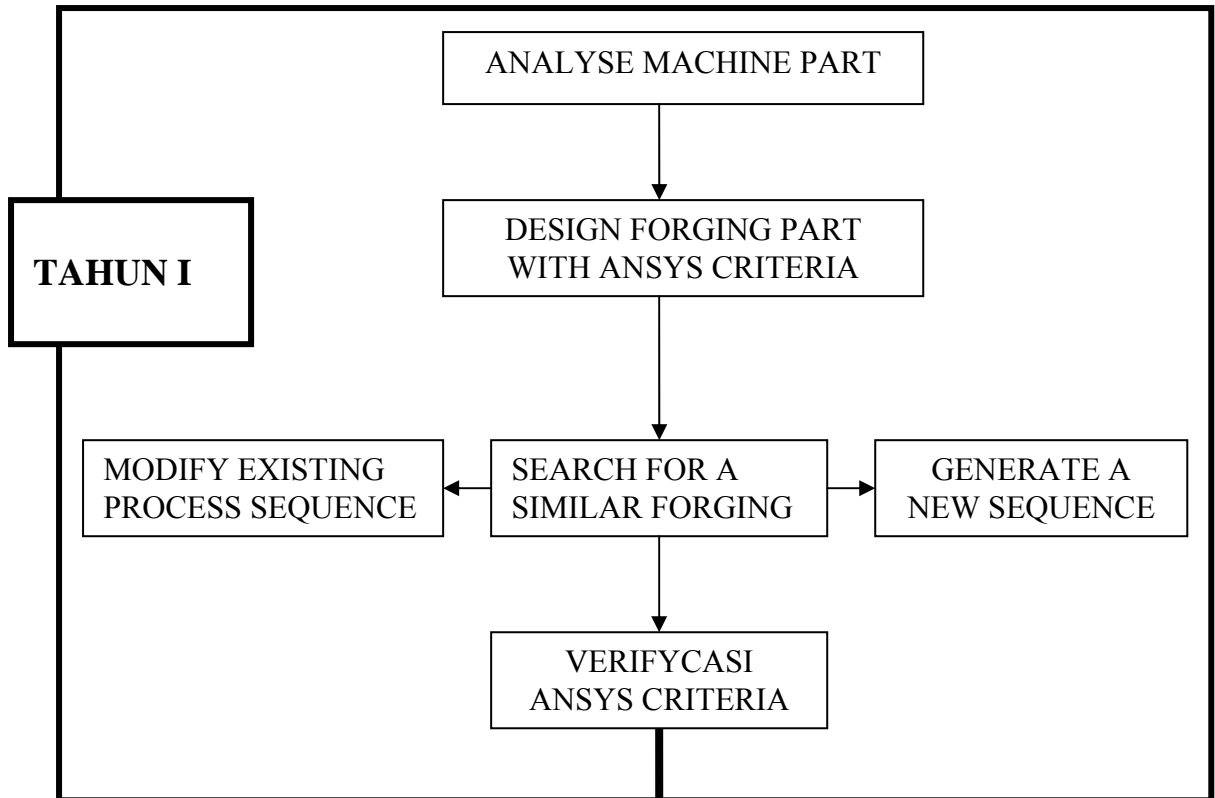 ANALYSE MACHINE PART
DESIGN FORGING PART
WITH ANSYS CRITERIA
TAHUN I
MODIFY EXISTING
PROCESS SEQUENCE
SEARCH FOR A
SIMILAR FORGING
GENERATE A
NEW SEQUENCE
VERIFYCASI
ANSYS CRITERIA